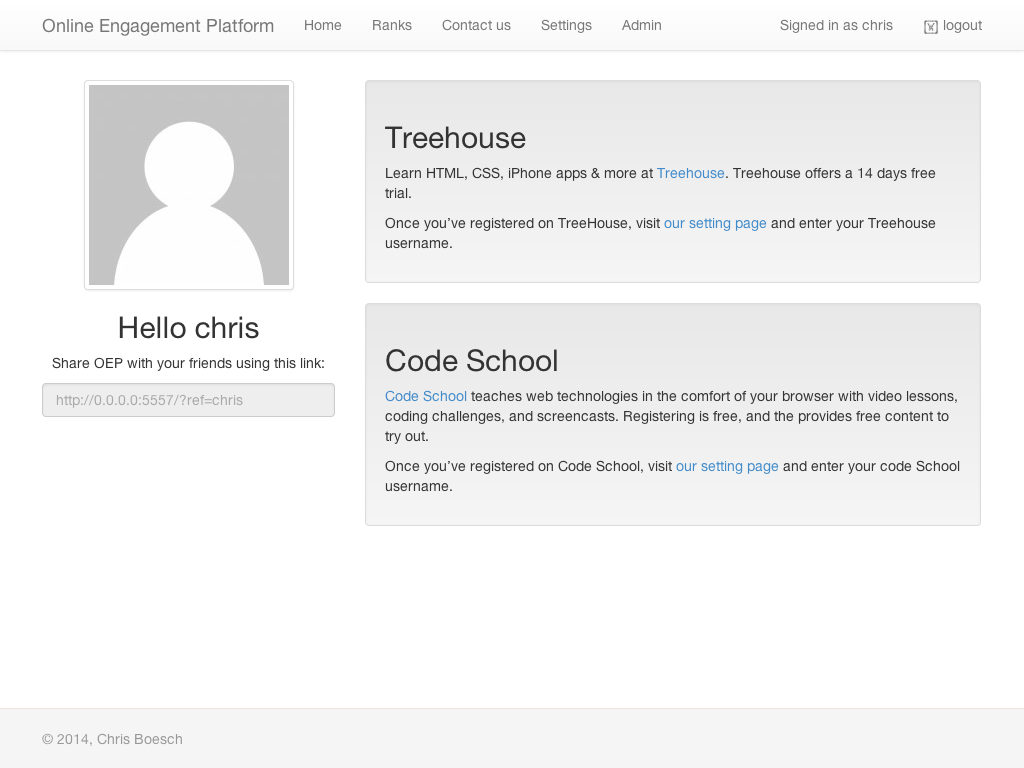 Online Engagement Platform Home Ranks Contact us Settings Admin Signed in as chris logout
Hello chris
Share OEP with your friends using this link:
http://0.0.0.0:5557/?ref=chris
Treehouse
Learn HTML, CSS, iPhone apps & more at Treehouse. Treehouse offers a 14 days free
trial.
Once you've registered on TreeHouse, visit our setting page and enter your Treehouse
username.
Code School
Code School teaches web technologies in the comfort of your browser with video lessons,
coding challenges, and screencasts. Registering is free, and the provides free content to
try out.
Once you've registered on Code School, visit our setting page and enter your code School
username.
© 2014, Chris Boesch